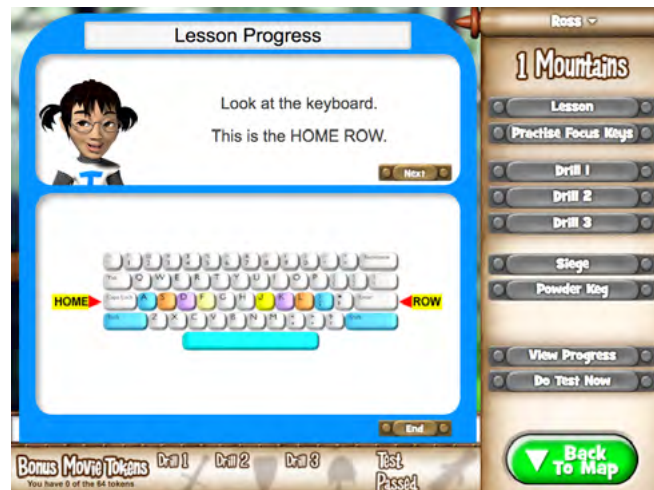 Lesson Progress
Look at the keyboard.
This is the HOME ROW.
Next
Q W E R T Y U I O P
HOME
Caps Lock A S D F G H J K L
Enter
ROW
Z X C V B N M
End
Bonus Movie Tokens
You have 0 of the 64 tokens
Drill 1
Drill 2
Drill 3
Test
Passed
Ross
1 Mountains
Lesson
Practise Focus Keys
Drill 1
Drill 2
Drill 3
Siege
Powder Keg
View Progress
Do Test Now
Back
To Map